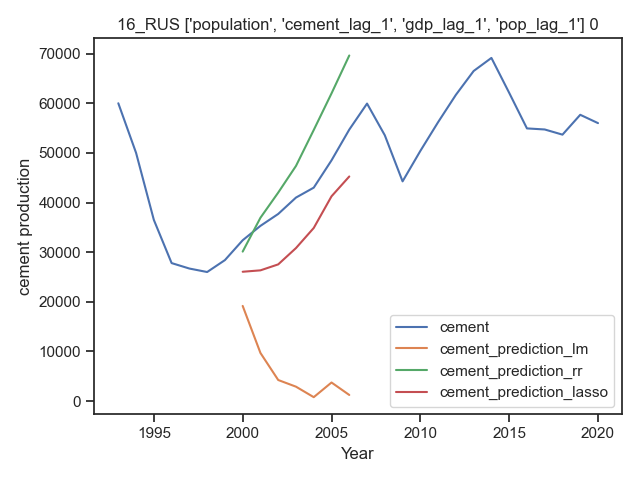 16_RUS ['population', 'cement_lag_1', 'gdp_lag_1', 'pop_lag_1'] 0
70000
60000
50000
40000
30000
20000
10000
0
cement production
cement
cement_prediction_lm
cement_prediction_rr
cement_prediction_lasso
1995
2000
2005
2010
2015
2020
Year